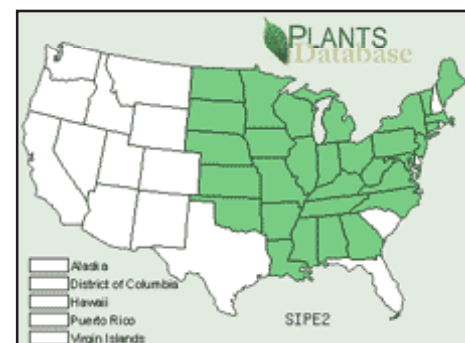 PLANTS
Database
Alaska
District of Columbia
Hawaii
Puerto Rico
Virgin Islands
SIPE2